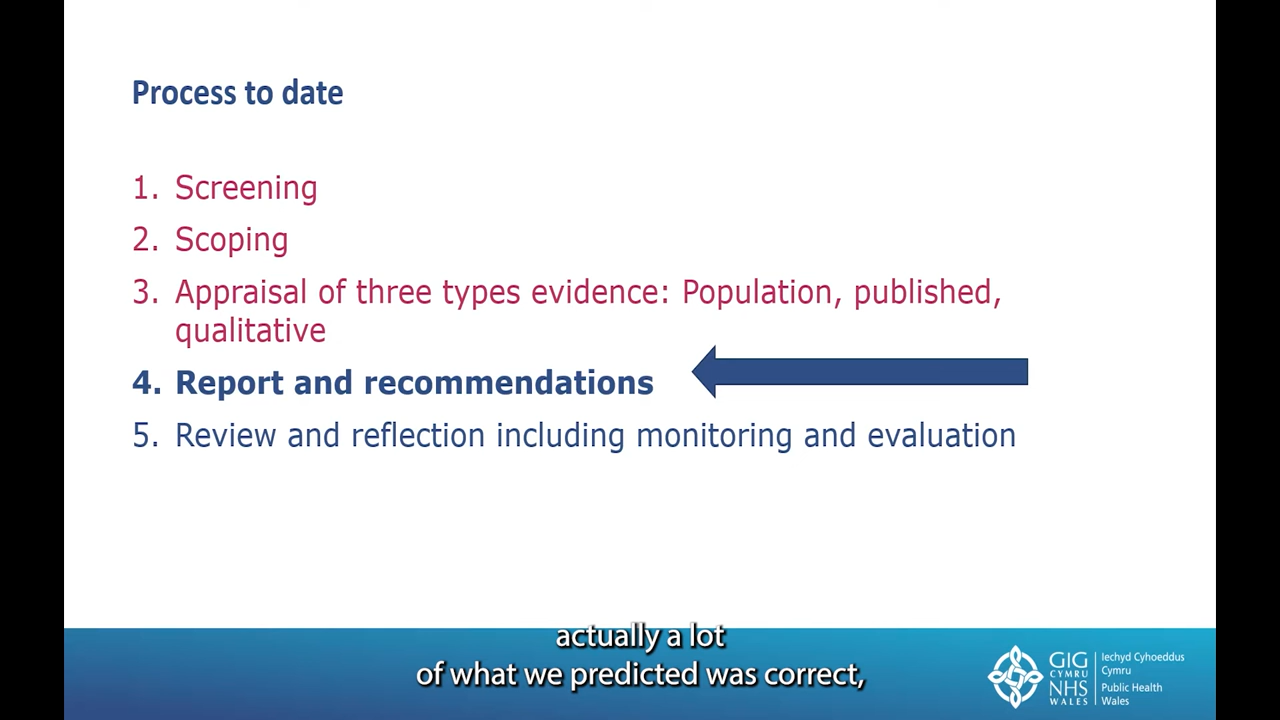 Process to date
1. Screening
2. Scoping
3. Appraisal of three types evidence: Population, published,
qualitative
4. Report and recommendations
5. Review and reflection including monitoring and evaluation
actually a lot
of what we predicted was correct,
GIG
CYMRU
NHS
WALES
Iechyd Cyhoeddus
Cymru
Public Health
Wales